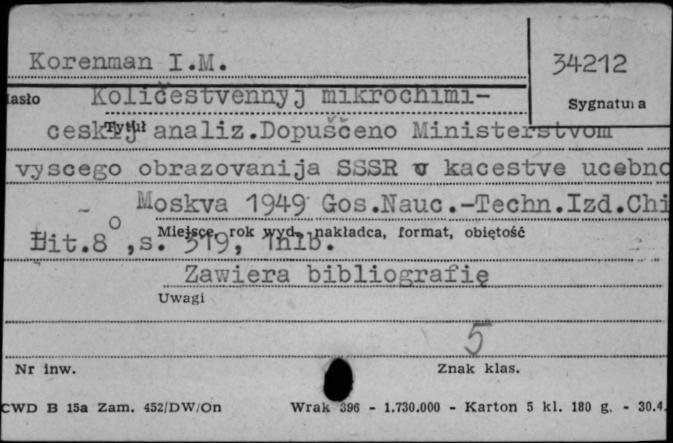 Korenman I.M.
34212
Hasło Količestvennyj mikrochimi-
Sygnatura
Tytuł
ceskij analiz.Dopuščeno Ministerstvom
vyscego obrazovanija SSSR v kacestve ucebno
Moskva 1949 Gos.Nauc.-Techn.Izd.Chi
Miejsce, rok wyd., nakładca, format, objętość
Lit.8°,s. 319, 1nlb.
Zawiera bibliografię
Uwagi
5
Nr inw.
Znak klas.
CWD B 15a Zam. 452/DW/On Wrak 396 - 1.730.000 - Karton 5 kl. 180 g. - 30.4.